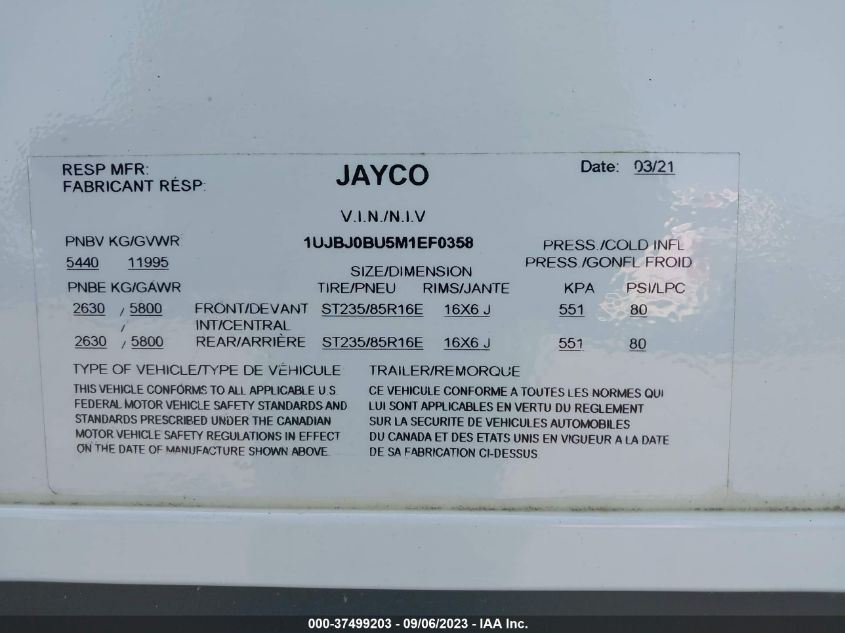 RESP MFR: JAYCO Date: 03/21
FABRICANT RÉSP:
V.I.N./N.I.V
PNBV KG/GVWR 1UJBJ0BU5M1EF0358 PRESS./COLD INFL
5440 11995 SIZE/DIMENSION PRESS./GONFL FROID
PNBE KG/GAWR TIRE/PNEU RIMS/JANTE KPA PSI/LPC
2630 / 5800 FRONT/DEVANT ST235/85R16E 16X6 J 551 80
/ INT/CENTRAL
2630 / 5800 REAR/ARRIÈRE ST235/85R16E 16X6 J 551 80
TYPE OF VEHICLE/TYPE DE VÉHICULE: TRAILER/REMORQUE
THIS VEHICLE CONFORMS TO ALL APPLICABLE U.S.
FEDERAL MOTOR VEHICLE SAFETY STANDARDS AND
STANDARDS PRESCRIBED UNDER THE CANADIAN
MOTOR VEHICLE SAFETY REGULATIONS IN EFFECT
ON THE DATE OF MANUFACTURE SHOWN ABOVE.
CE VEHICULE CONFORME A TOUTES LES NORMES QUI
LUI SONT APPLICABLES EN VERTU DU REGLEMENT
SUR LA SECURITE DE VEHICULES AUTOMOBILES
DU CANADA ET DES ETATS UNIS EN VIGUEUR A LA DATE
DE SA FABRICATION CI-DESSUS
000-37499203 - 09/06/2023 - IAA Inc.